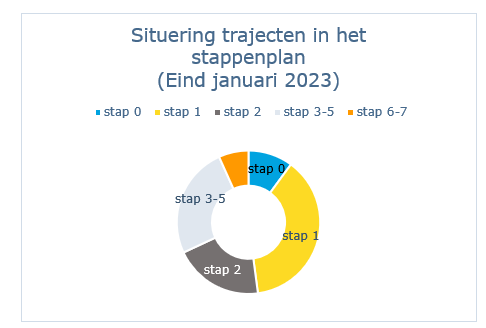 Situering trajecten in het
stappenplan
(Eind januari 2023)
stap 0 stap 1 stap 2 stap 3-5 stap 6-7
stap 0
stap 3-5
stap 1
stap 2